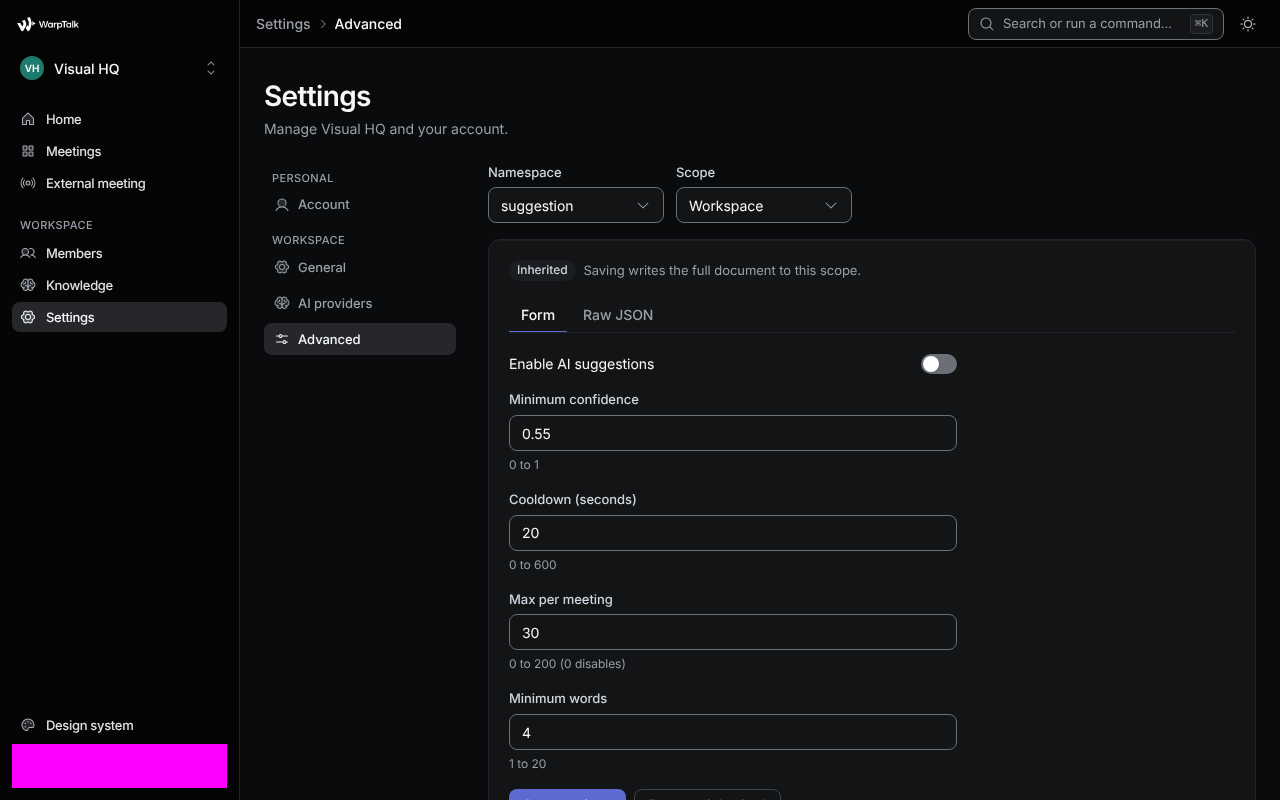 WarpTalk
Settings > Advanced
Search or run a command... ⌘K
VH Visual HQ
Home
Meetings
External meeting
WORKSPACE
Members
Knowledge
Settings
Design system
Settings
Manage Visual HQ and your account.
PERSONAL
Account
WORKSPACE
General
AI providers
Advanced
Namespace
suggestion
Scope
Workspace
Inherited Saving writes the full document to this scope.
Form Raw JSON
Enable AI suggestions
Minimum confidence
0.55
0 to 1
Cooldown (seconds)
20
0 to 600
Max per meeting
30
0 to 200 (0 disables)
Minimum words
4
1 to 20